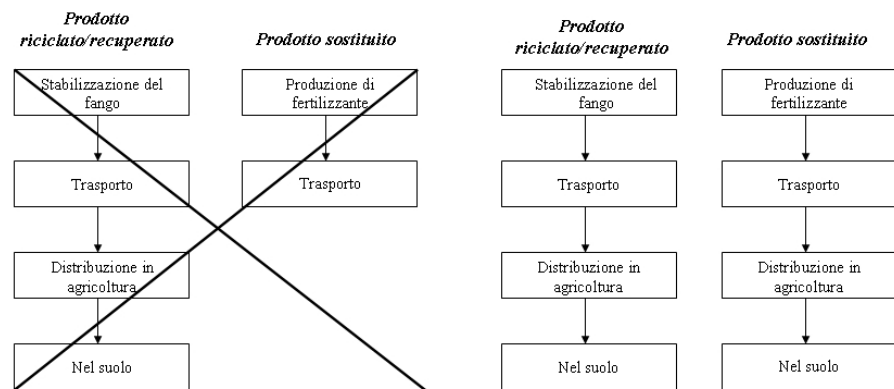 Prodotto
riciclato/recuperato
Prodotto sostituito
Stabilizzazione del
fango
Produzione di
fertilizzante
Trasporto
Trasporto
Distribuzione in
agricoltura
Nel suolo
Prodotto
riciclato/recuperato
Prodotto sostituito
Stabilizzazione del
fango
Produzione di
fertilizzante
Trasporto
Trasporto
Distribuzione in
agricoltura
Distribuzione in
agricoltura
Nel suolo
Nel suolo